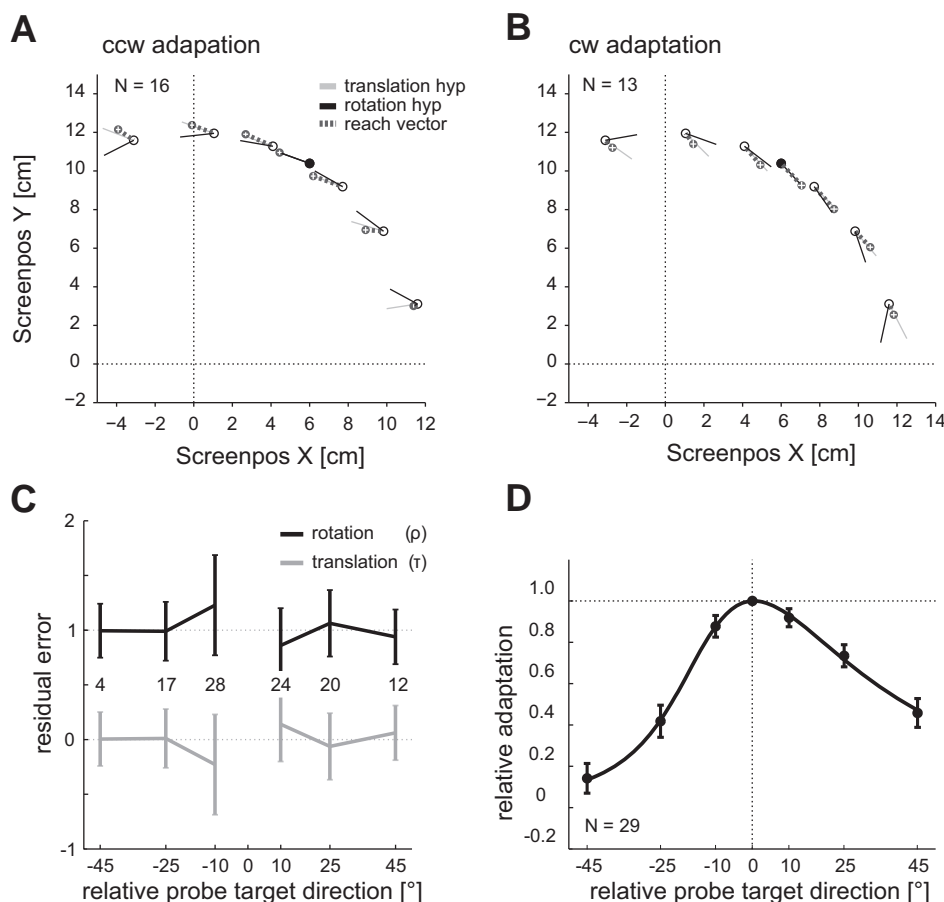 A
ccw adapation
N = 16
translation hyp
rotation hyp
reach vector
Screenpos Y [cm]
14
12
10
8
6
4
2
0
−2
−4 −2 0 2 4 6 8 10 12
Screenpos X [cm]
B
cw adaptation
N = 13
14
12
10
8
6
4
2
0
−2
−4 −2 0 2 4 6 8 10 12 14
Screenpos X [cm]
C
rotation (ρ)
translation (τ)
residual error
2
1
0
-1
4 17 28 24 20 12
-45 -25 -10 0 10 25 45
relative probe target direction [°]
D
relative adaptation
1.0
0.8
0.6
0.4
0.2
0
-0.2
N = 29
-45 -25 -10 0 10 25 45
relative probe target direction [°]